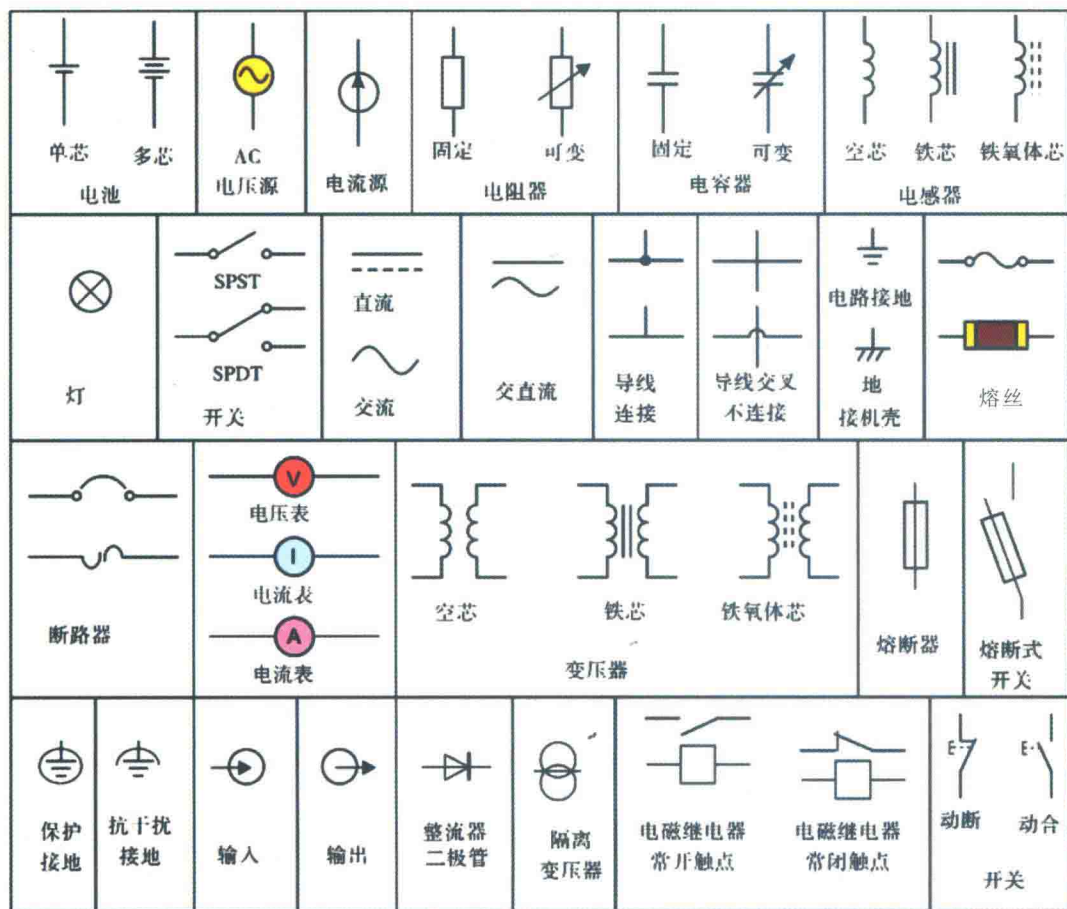 单芯 多芯
电池
AC
电压源
电流源
固定 可变
电阻器
固定 可变
电容器
空芯 铁芯 铁氧体芯
电感器
灯
SPST
SPDT
开关
直流
交流
交直流
导线
连接
导线交叉
不连接
电路接地
地
接机壳
熔丝
断路器
V
电压表
I
电流表
A
电流表
空芯 铁芯 铁氧体芯
变压器
熔断器
熔断式
开关
保护
接地
抗干扰
接地
输入
输出
整流器
二极管
隔离
变压器
电磁继电器
常开触点
电磁继电器
常闭触点
动断 动合
开关